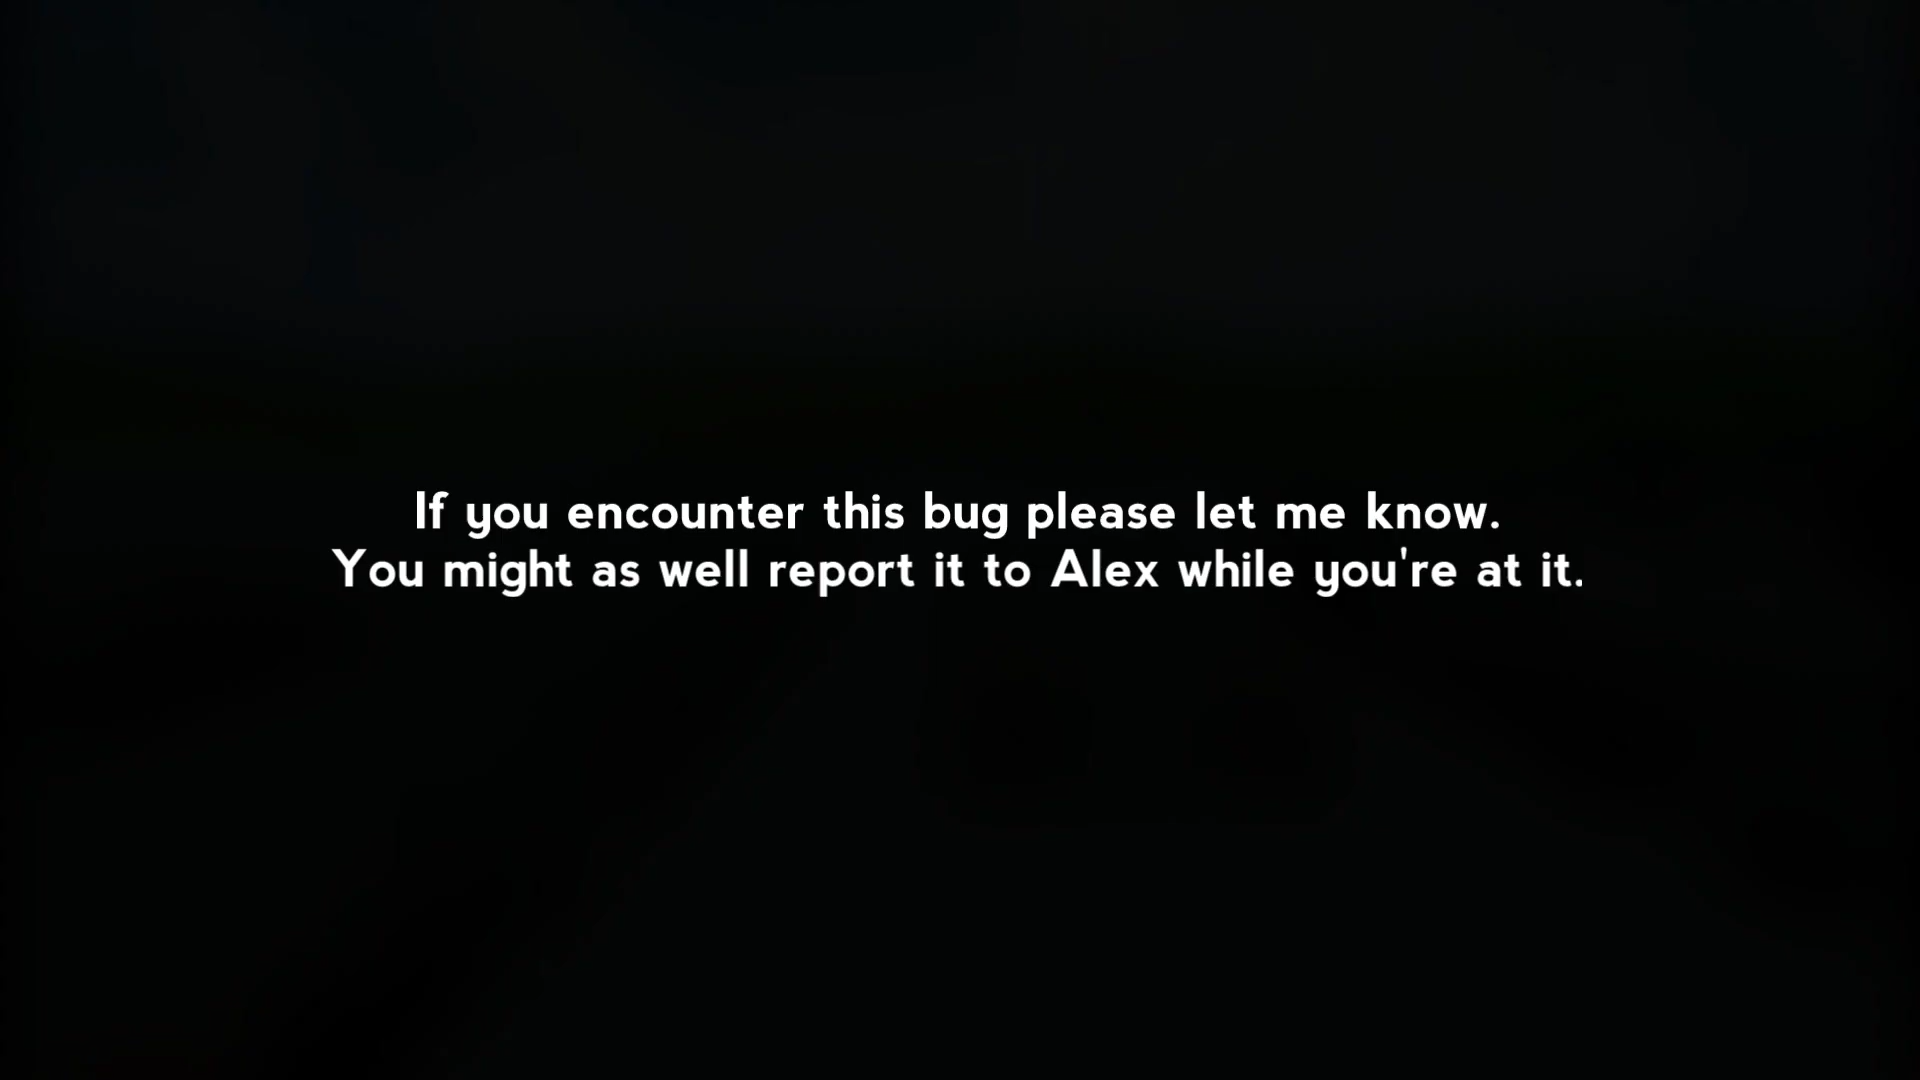 If you encounter this bug please let me know.
You might as well report it to Alex while you're at it.